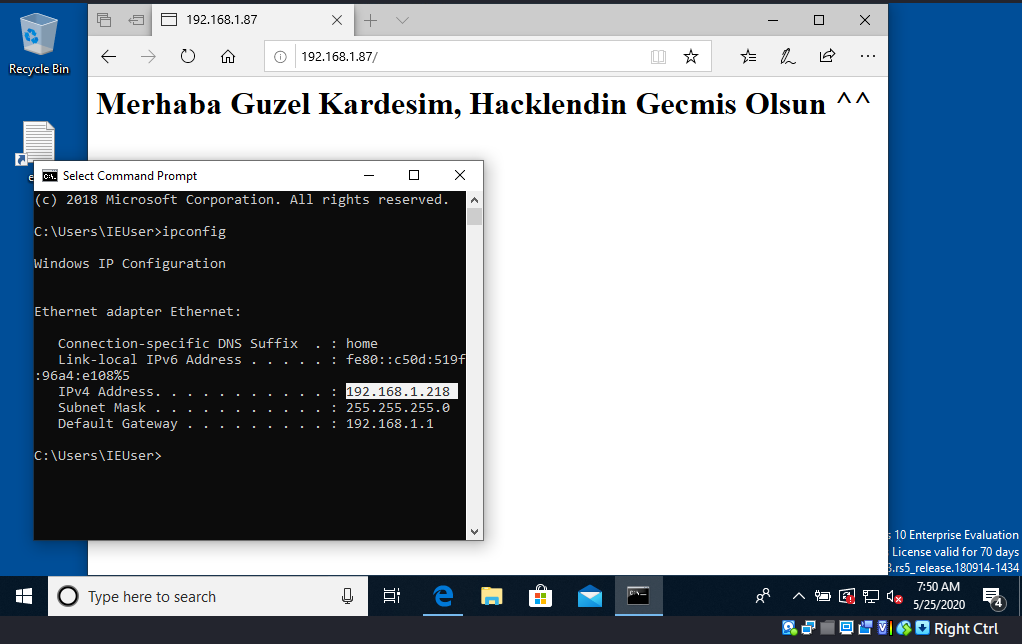 192.168.1.87
Recycle Bin
192.168.1.87/
Merhaba Guzel Kardesim, Hacklendin Gecmis Olsun ^^
e
Select Command Prompt
(c) 2018 Microsoft Corporation. All rights reserved.
C:\Users\IEUser>ipconfig
Windows IP Configuration
Ethernet adapter Ethernet:
Connection-specific DNS Suffix  . : home
Link-local IPv6 Address . . . . . : fe80::c50d:519f
:96a4:e108%5
IPv4 Address. . . . . . . . . . . : 192.168.1.218
Subnet Mask . . . . . . . . . . . : 255.255.255.0
Default Gateway . . . . . . . . . : 192.168.1.1
C:\Users\IEUser>
s 10 Enterprise Evaluation
License valid for 70 days
3.rs5_release.180914-1434
Type here to search
7:50 AM
5/25/2020
4
Right Ctrl